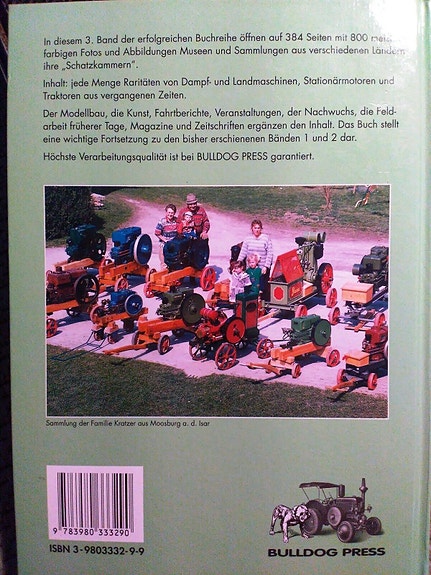 In diesem 3. Band der erfolgreichen Buchreihe öffnen auf 384 Seiten mit 800 meist
farbigen Fotos und Abbildungen Museen und Sammlungen aus verschiedenen Ländern
ihre „Schatzkammern“.
Inhalt: jede Menge Raritäten von Dampf- und Landmaschinen, Stationärmotoren und
Traktoren aus vergangenen Zeiten.
Der Modellbau, die Kunst, Fahrtberichte, Veranstaltungen, der Nachwuchs, die Feld-
arbeit früherer Tage, Magazine und Zeitschriften ergänzen den Inhalt. Das Buch stellt
eine wichtige Fortsetzung zu den bisher erschienenen Bänden 1 und 2 dar.
Höchste Verarbeitungsqualität ist bei BULLDOG PRESS garantiert.
Sammlung der Familie Kratzer aus Moosburg a. d. Isar
9 783980 333290
ISBN 3-9803332-9-9
BULLDOG PRESS